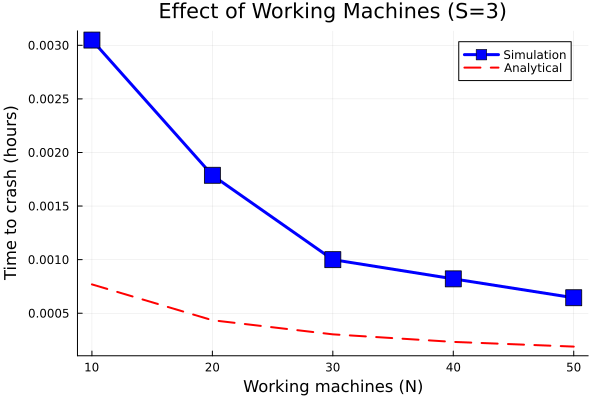 Effect of Working Machines (S=3)
Simulation
Analytical
Time to crash (hours)
0.0030
0.0025
0.0020
0.0015
0.0010
0.0005
10 20 30 40 50
Working machines (N)